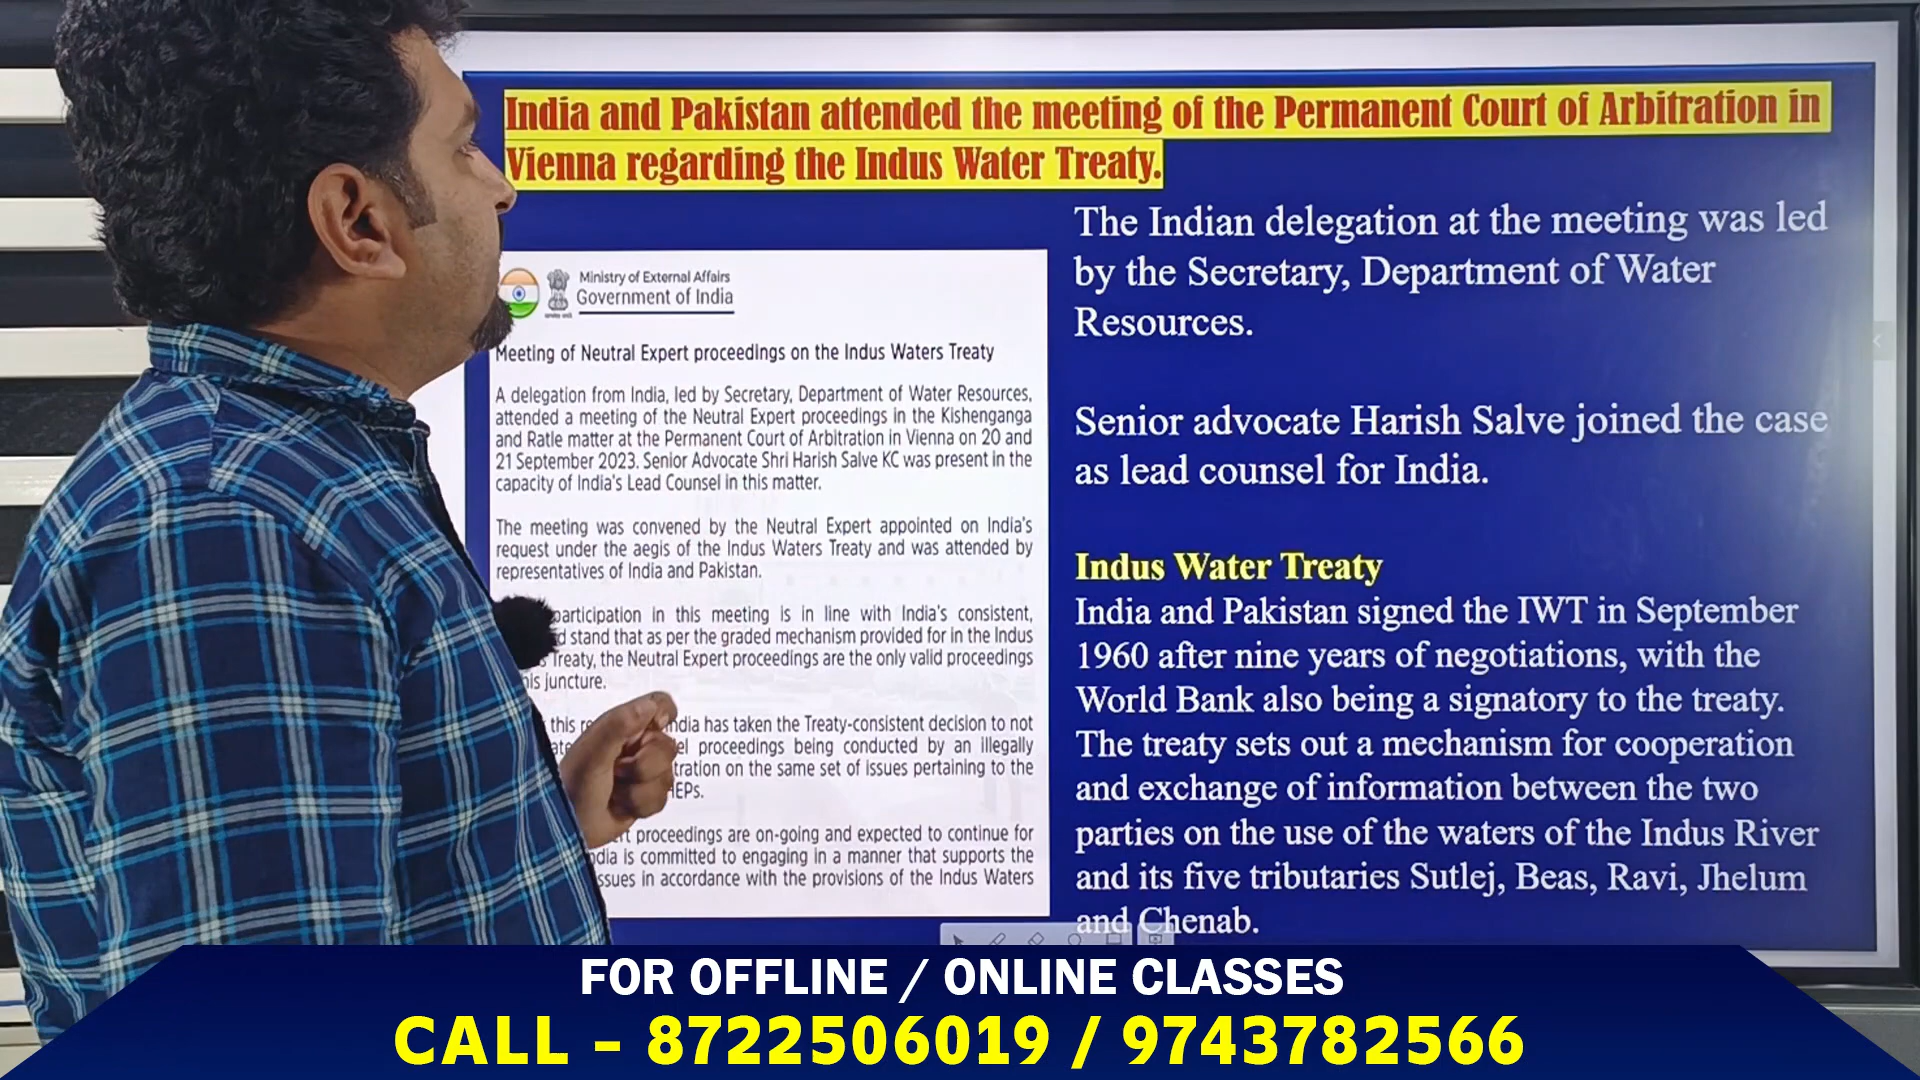 India and Pakistan attended the meeting of the Permanent Court of Arbitration in
Vienna regarding the Indus Water Treaty.
Ministry of External Affairs
Government of India
Meeting of Neutral Expert proceedings on the Indus Waters Treaty
A delegation from India, led by Secretary, Department of Water Resources,
attended a meeting of the Neutral Expert proceedings in the Kishenganga
and Ratle matter at the Permanent Court of Arbitration in Vienna on 20 and
21 September 2023. Senior Advocate Shri Harish Salve KC was present in the
capacity of India's Lead Counsel in this matter.
The meeting was convened by the Neutral Expert appointed on India's
request under the aegis of the Indus Waters Treaty and was attended by
representatives of India and Pakistan.
participation in this meeting is in line with India's consistent,
stand that as per the graded mechanism provided for in the Indus
Treaty, the Neutral Expert proceedings are the only valid proceedings
juncture.
this India has taken the Treaty-consistent decision to not
proceedings being conducted by an illegally
on the same set of issues pertaining to the
HEPs.
proceedings are on-going and expected to continue for
India is committed to engaging in a manner that supports the
issues in accordance with the provisions of the Indus Waters
The Indian delegation at the meeting was led
by the Secretary, Department of Water
Resources.
Senior advocate Harish Salve joined the case
as lead counsel for India.
Indus Water Treaty
India and Pakistan signed the IWT in September
1960 after nine years of negotiations, with the
World Bank also being a signatory to the treaty.
The treaty sets out a mechanism for cooperation
and exchange of information between the two
parties on the use of the waters of the Indus River
and its five tributaries Sutlej, Beas, Ravi, Jhelum
and Chenab.
FOR OFFLINE / ONLINE CLASSES
CALL – 8722506019 / 9743782566